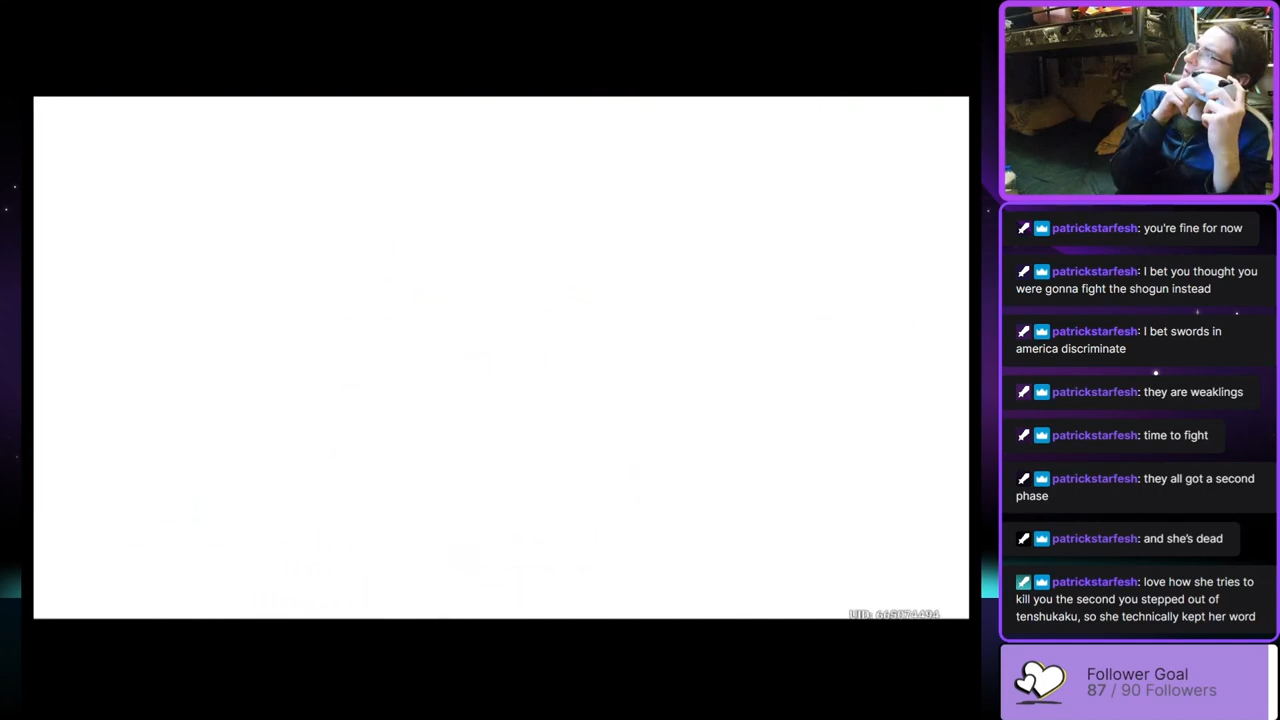 patrickstarfesh: you're fine for now
patrickstarfesh: I bet you thought you
were gonna fight the shogun instead
patrickstarfesh: I bet swords in
america discriminate
patrickstarfesh: they are weaklings
patrickstarfesh: time to fight
patrickstarfesh: they all got a second
phase
patrickstarfesh: and she's dead
patrickstarfesh: love how she tries to
kill you the second you stepped out of
tenshukaku, so she technically kept her word
UID: 665074494
Follower Goal
87 / 90 Followers